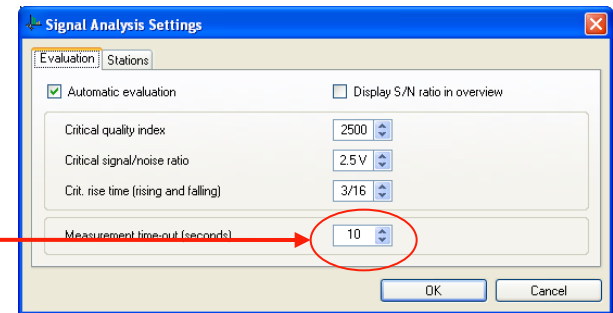 Signal Analysis Settings
Evaluation Stations
Automatic evaluation Display S/N ratio in overview
Critical quality index 2500
Critical signal/noise ratio 2.5 V
Crit. rise time (rising and falling) 3/16
Measurement time-out (seconds) 10
OK Cancel